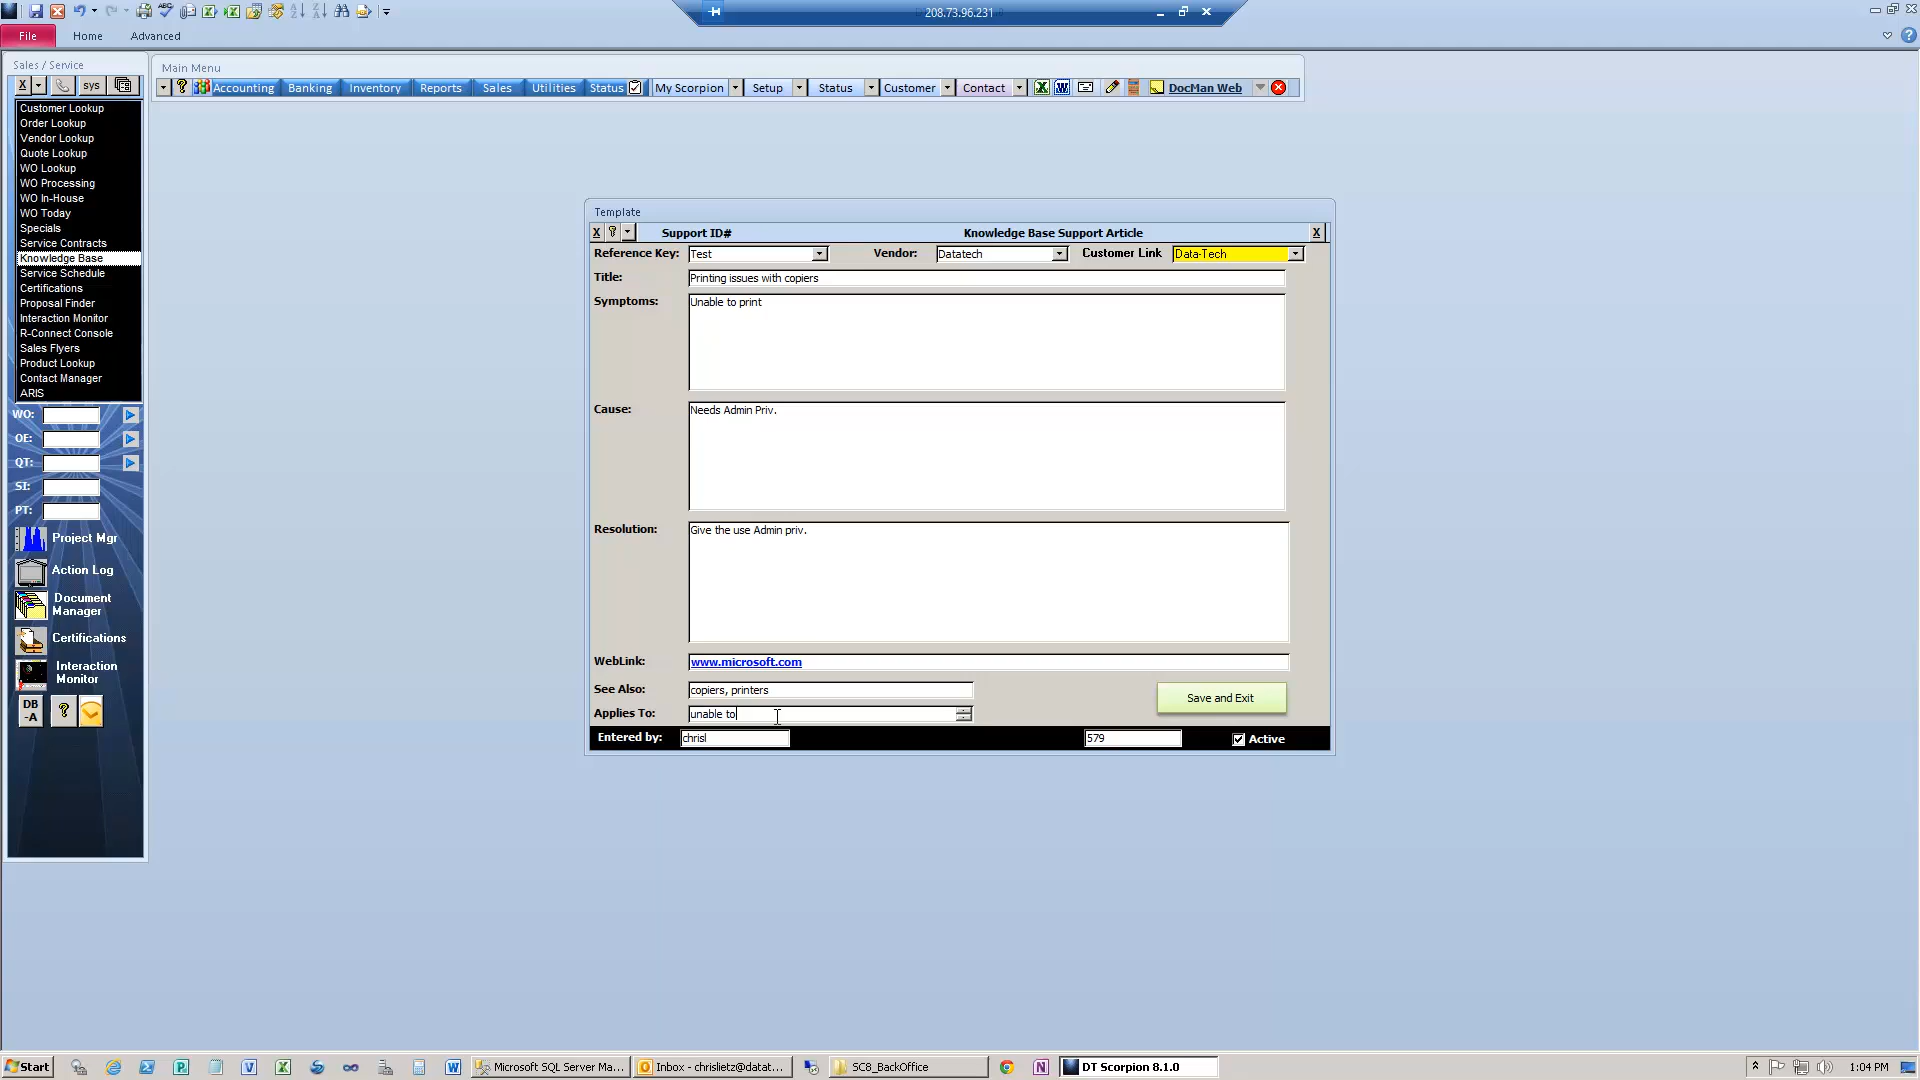 208.73.96.231
File Home Advanced
Sales / Service
Main Menu
X sys
? Accounting Banking Inventory Reports Sales Utilities Status My Scorpion Setup Status Customer Contact DocMan Web
Customer Lookup
Order Lookup
Vendor Lookup
Quote Lookup
WO Lookup
WO Processing
WO In-House
WO Today
Specials
Service Contracts
Knowledge Base
Service Schedule
Certifications
Proposal Finder
Interaction Monitor
R-Connect Console
Sales Flyers
Product Lookup
Contact Manager
ARIS
WO:
OE:
QT:
SI:
PT:
Project Mgr
Action Log
Document
Manager
Certifications
Interaction
Monitor
DB
-A
?
Template
X ? Support ID# Knowledge Base Support Article X
Reference Key: Test Vendor: Datatech Customer Link Data-Tech
Title: Printing issues with copiers
Symptoms: Unable to print
Cause: Needs Admin Priv.
Resolution: Give the use Admin priv.
WebLink: www.microsoft.com
See Also: copiers, printers
Save and Exit
Applies To: unable to
Entered by: chrisl 579 Active
Start Microsoft SQL Server Ma... Inbox - chrislietz@datat... SC8_BackOffice DT Scorpion 8.1.0 1:04 PM